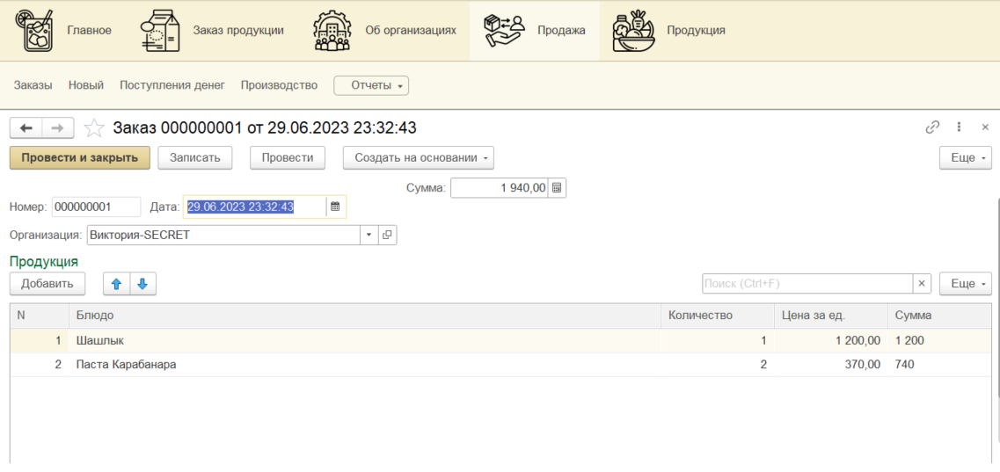 Главное Заказ продукции Об организациях Продажа Продукция
Заказы Новый Поступления денег Производство Отчеты
Заказ 000000001 от 29.06.2023 23:32:43
Провести и закрыть Записать Провести Создать на основании Еще
Сумма: 1 940,00
Номер: 000000001 Дата: 29.06.2023 23:32:43
Организация: Виктория-SECRET
Продукция
Добавить Поиск (Ctrl+F) × Еще
N Блюдо Количество Цена за ед. Сумма
1 Шашлык 1 1 200,00 1 200
2 Паста Карабанара 2 370,00 740